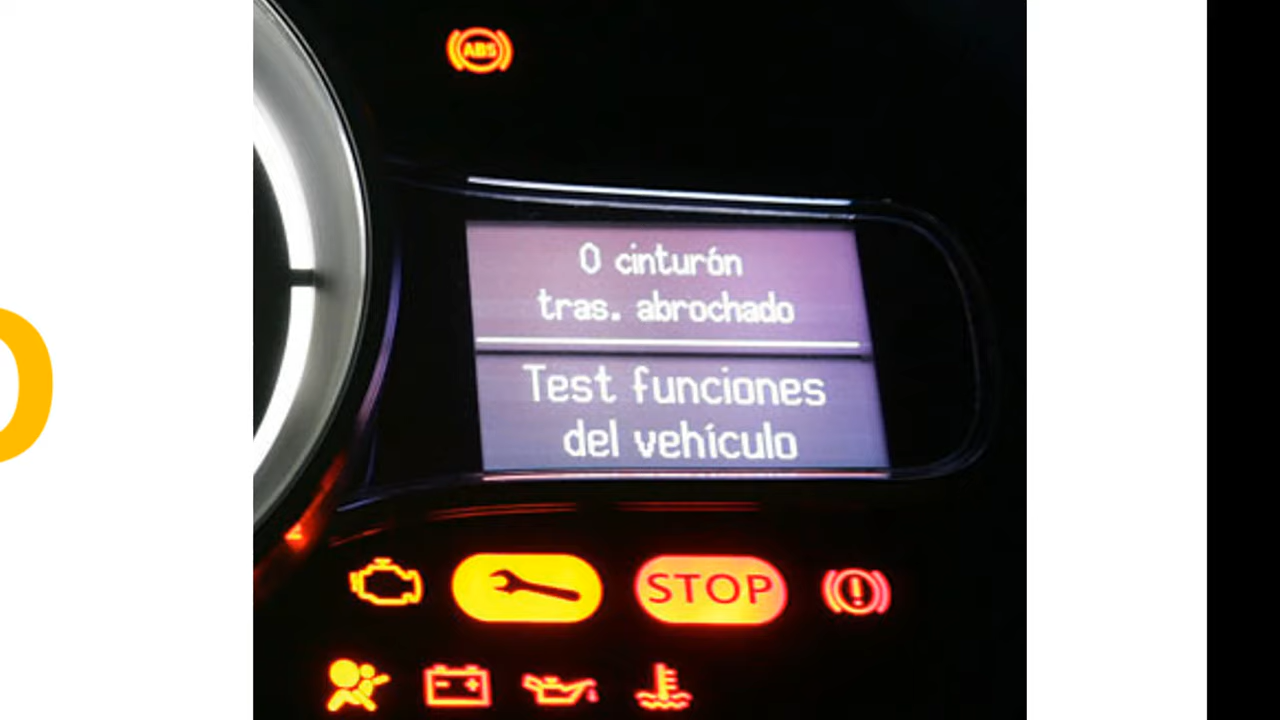 ABS
0 cinturón
tras. abrochado
Test funciones
del vehículo
STOP